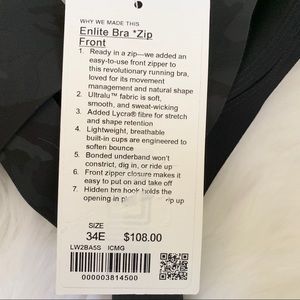 WHY WE MADE THIS
Enlite Bra *Zip
Front
1. Ready in a zip—we added an
easy-to-use front zipper to
this revolutionary running bra,
loved for its movement
management and natural shape
2. Ultralu™ fabric is soft,
smooth, and sweat-wicking
3. Added Lycra® fibre for stretch
and shape retention
4. Lightweight, breathable
built-in cups are engineered to
soften bounce
5. Bonded underband won't
constrict, dig in, or ride up
6. Front zipper closure makes it
easy to put on and take off
7. Hidden bra hook holds the
opening in zip up
SIZE
34E $108.00
LW2BA5S ICMG
000003814500